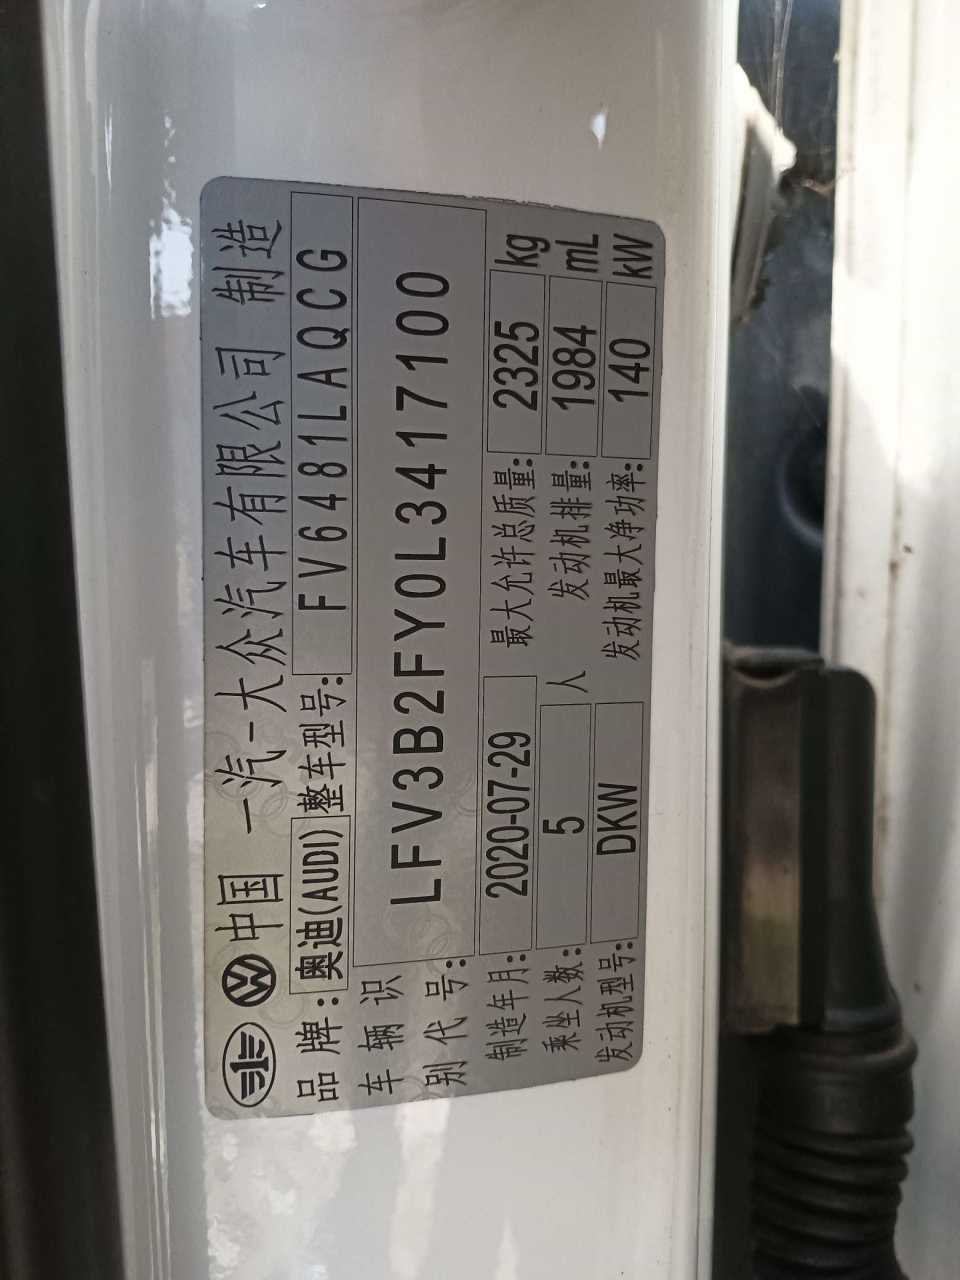 中国 一汽-大众汽车有限公司 制造
品牌: 奥迪(AUDI) 整车型号: FV6481LAQCG
车辆识别代号: LFV3B2FY0L3417100
制造年月: 2020-07-29 最大允许总质量: 2325 kg
乘坐人数: 5 人 发动机排量: 1984 mL
发动机型号: DKW 发动机最大净功率: 140 kW